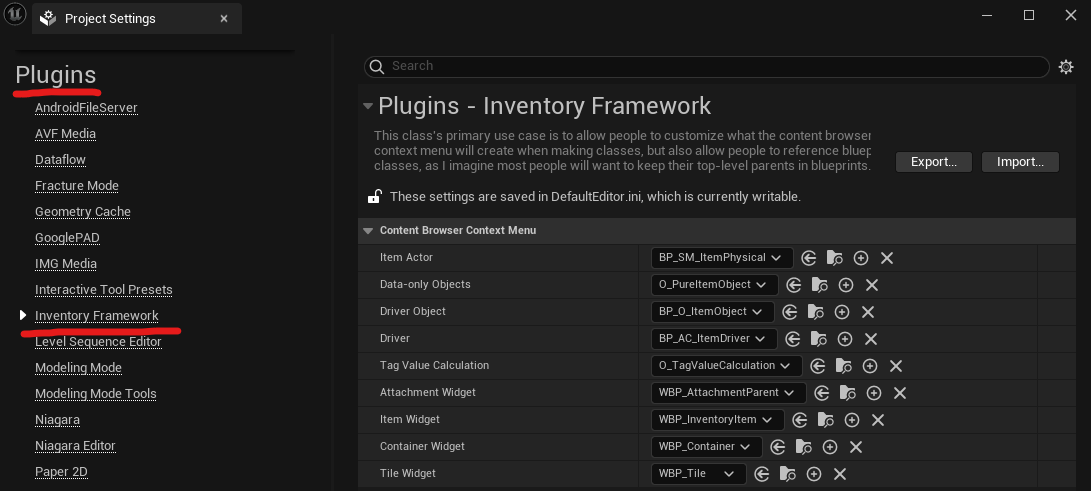 Project Settings
Plugins
AndroidFileServer
AVF Media
Dataflow
Fracture Mode
Geometry Cache
GooglePAD
IMG Media
Interactive Tool Presets
Inventory Framework
Level Sequence Editor
Modeling Mode
Modeling Mode Tools
Niagara
Niagara Editor
Paper 2D
Search
Plugins - Inventory Framework
This class's primary use case is to allow people to customize what the content browser
context menu will create when making classes, but also allow people to reference bluep
classes, as I imagine most people will want to keep their top-level parents in blueprints.
Export...
Import...
These settings are saved in DefaultEditor.ini, which is currently writable.
Content Browser Context Menu
Item Actor BP_SM_ItemPhysical
Data-only Objects O_PureItemObject
Driver Object BP_O_ItemObject
Driver BP_AC_ItemDriver
Tag Value Calculation O_TagValueCalculation
Attachment Widget WBP_AttachmentParent
Item Widget WBP_InventoryItem
Container Widget WBP_Container
Tile Widget WBP_Tile